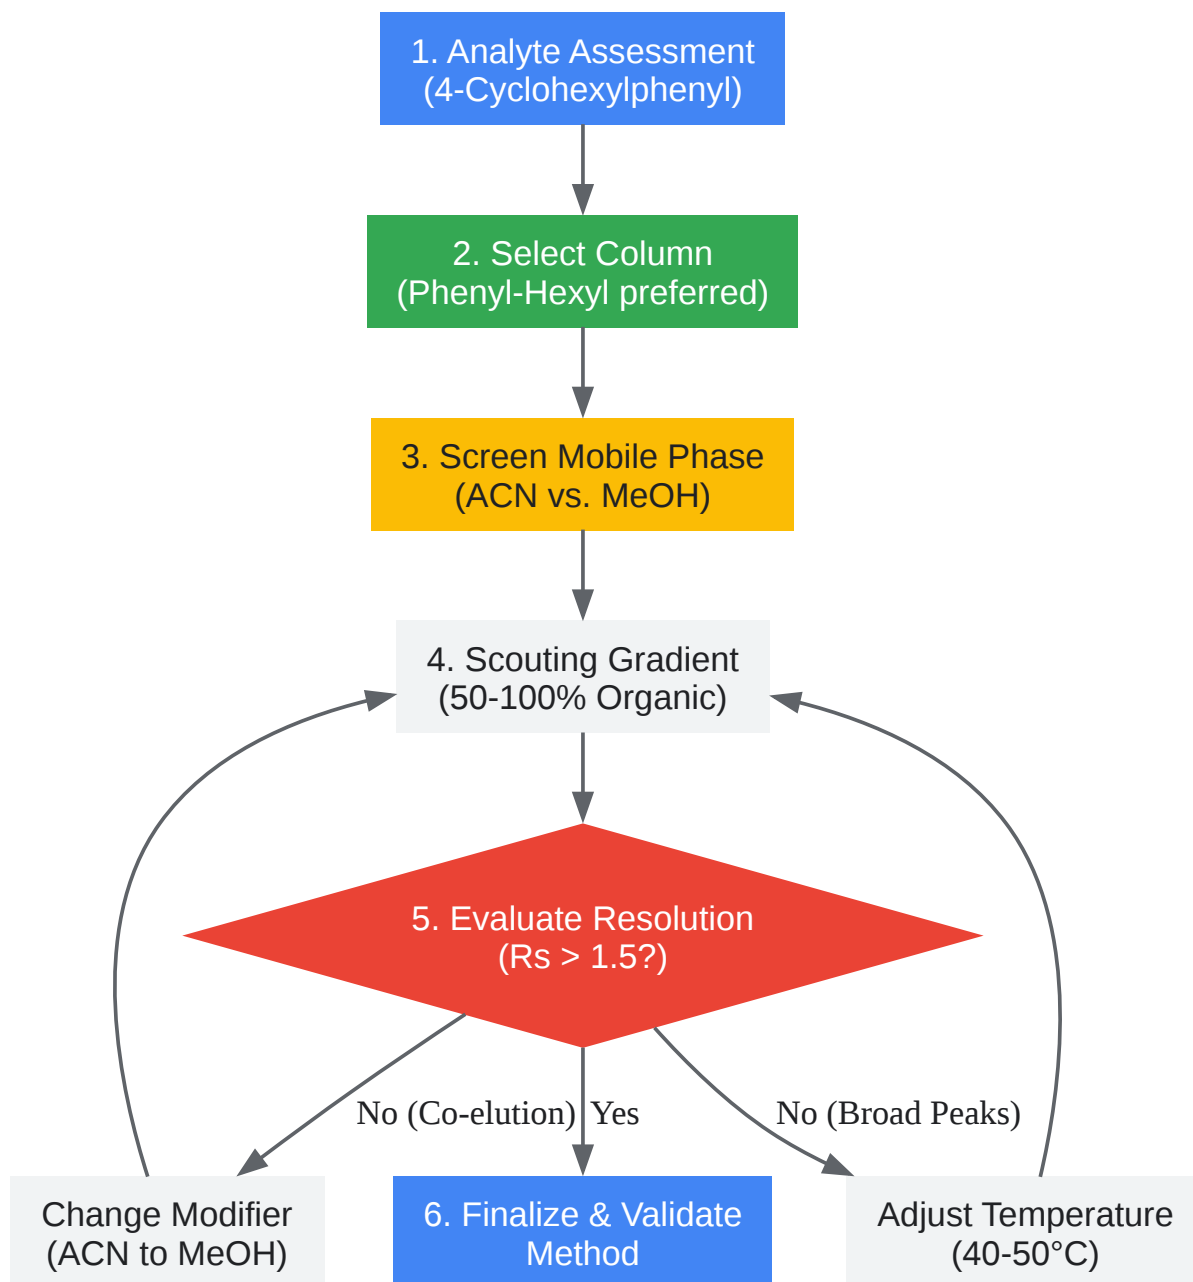 1. Analyte Assessment
(4-Cyclohexylphenyl)
2. Select Column
(Phenyl-Hexyl preferred)
3. Screen Mobile Phase
(ACN vs. MeOH)
4. Scouting Gradient
(50-100% Organic)
5. Evaluate Resolution
(Rs > 1.5?)
No (Co-elution)
Yes
No (Broad Peaks)
Change Modifier
(ACN to MeOH)
6. Finalize & Validate
Method
Adjust Temperature
(40-50°C)